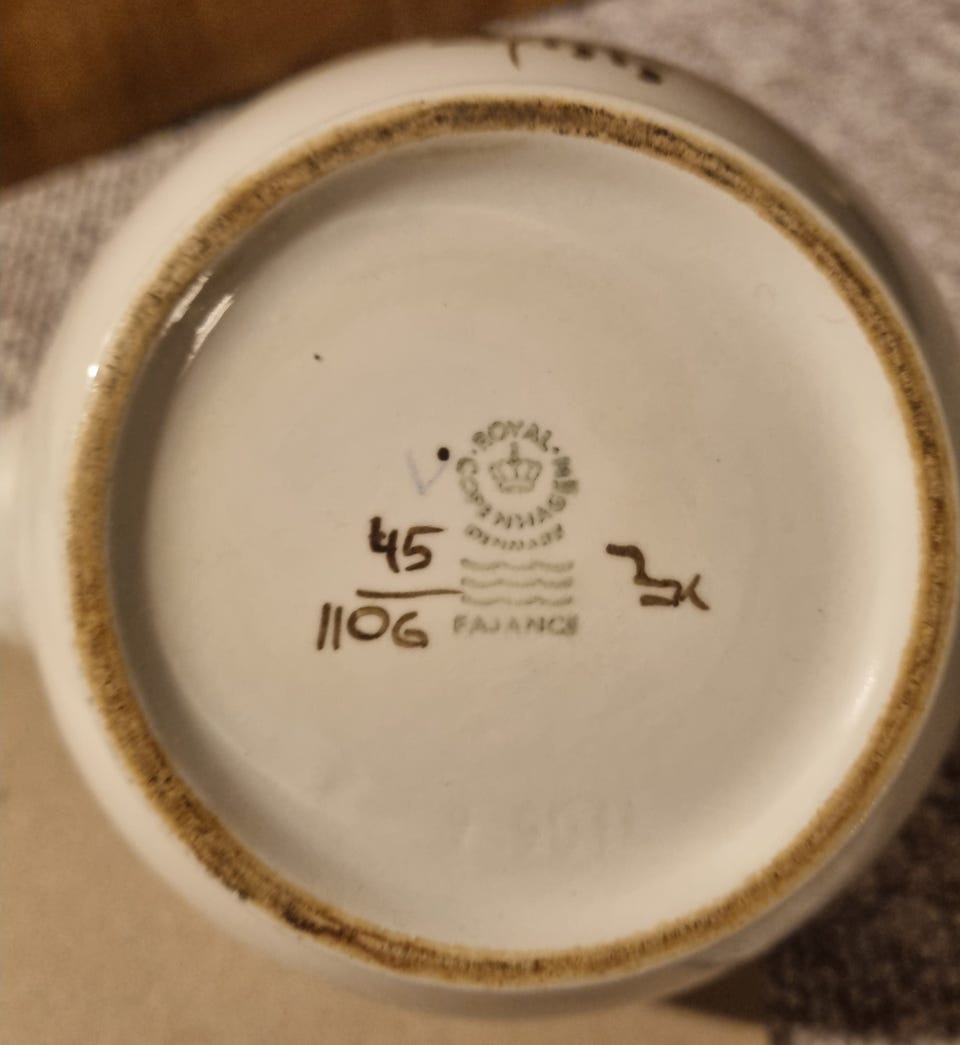 ROYAL
COPENHAGEN
DENMARK
45
1106
FAJANCE